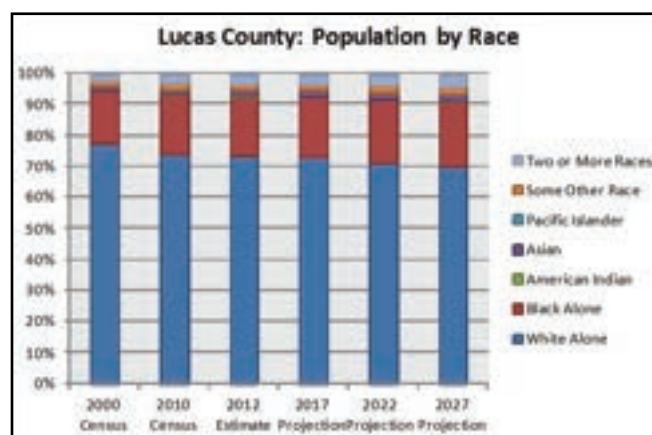 Lucas County: Population by Race
100%
90%
80%
70%
60%
50%
40%
30%
20%
10%
0%
2000 2010 2012 2017 2022 2027
Census Census Estimate Projection Projection Projection
Two or More Races
Some Other Race
Pacific Islander
Asian
American Indian
Black Alone
White Alone